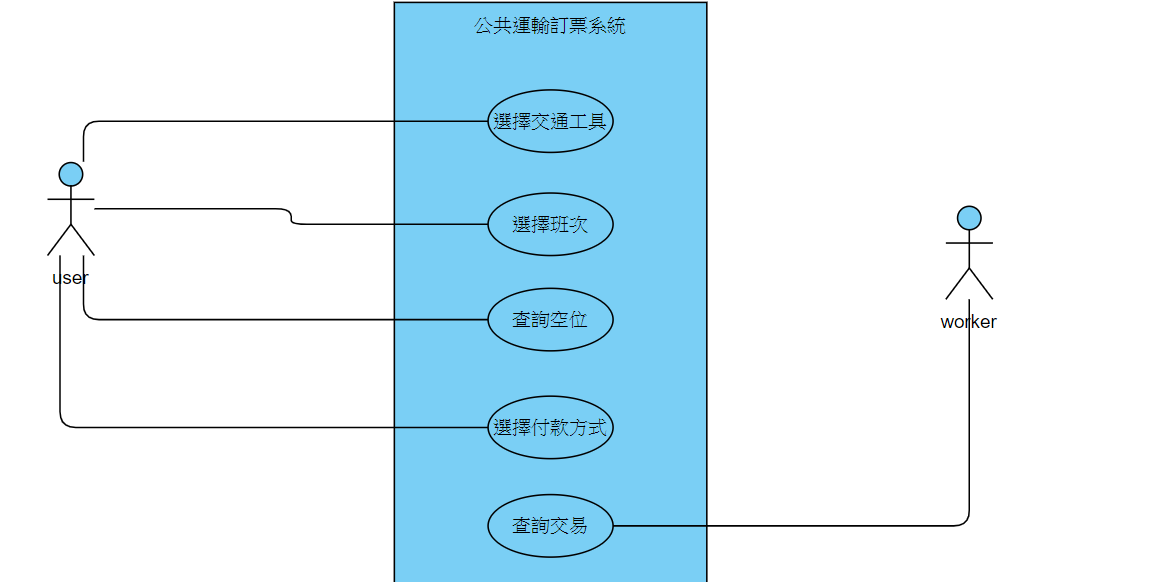 公共運輸訂票系統
選擇交通工具
選擇班次
user
查詢空位
worker
選擇付款方式
查詢交易